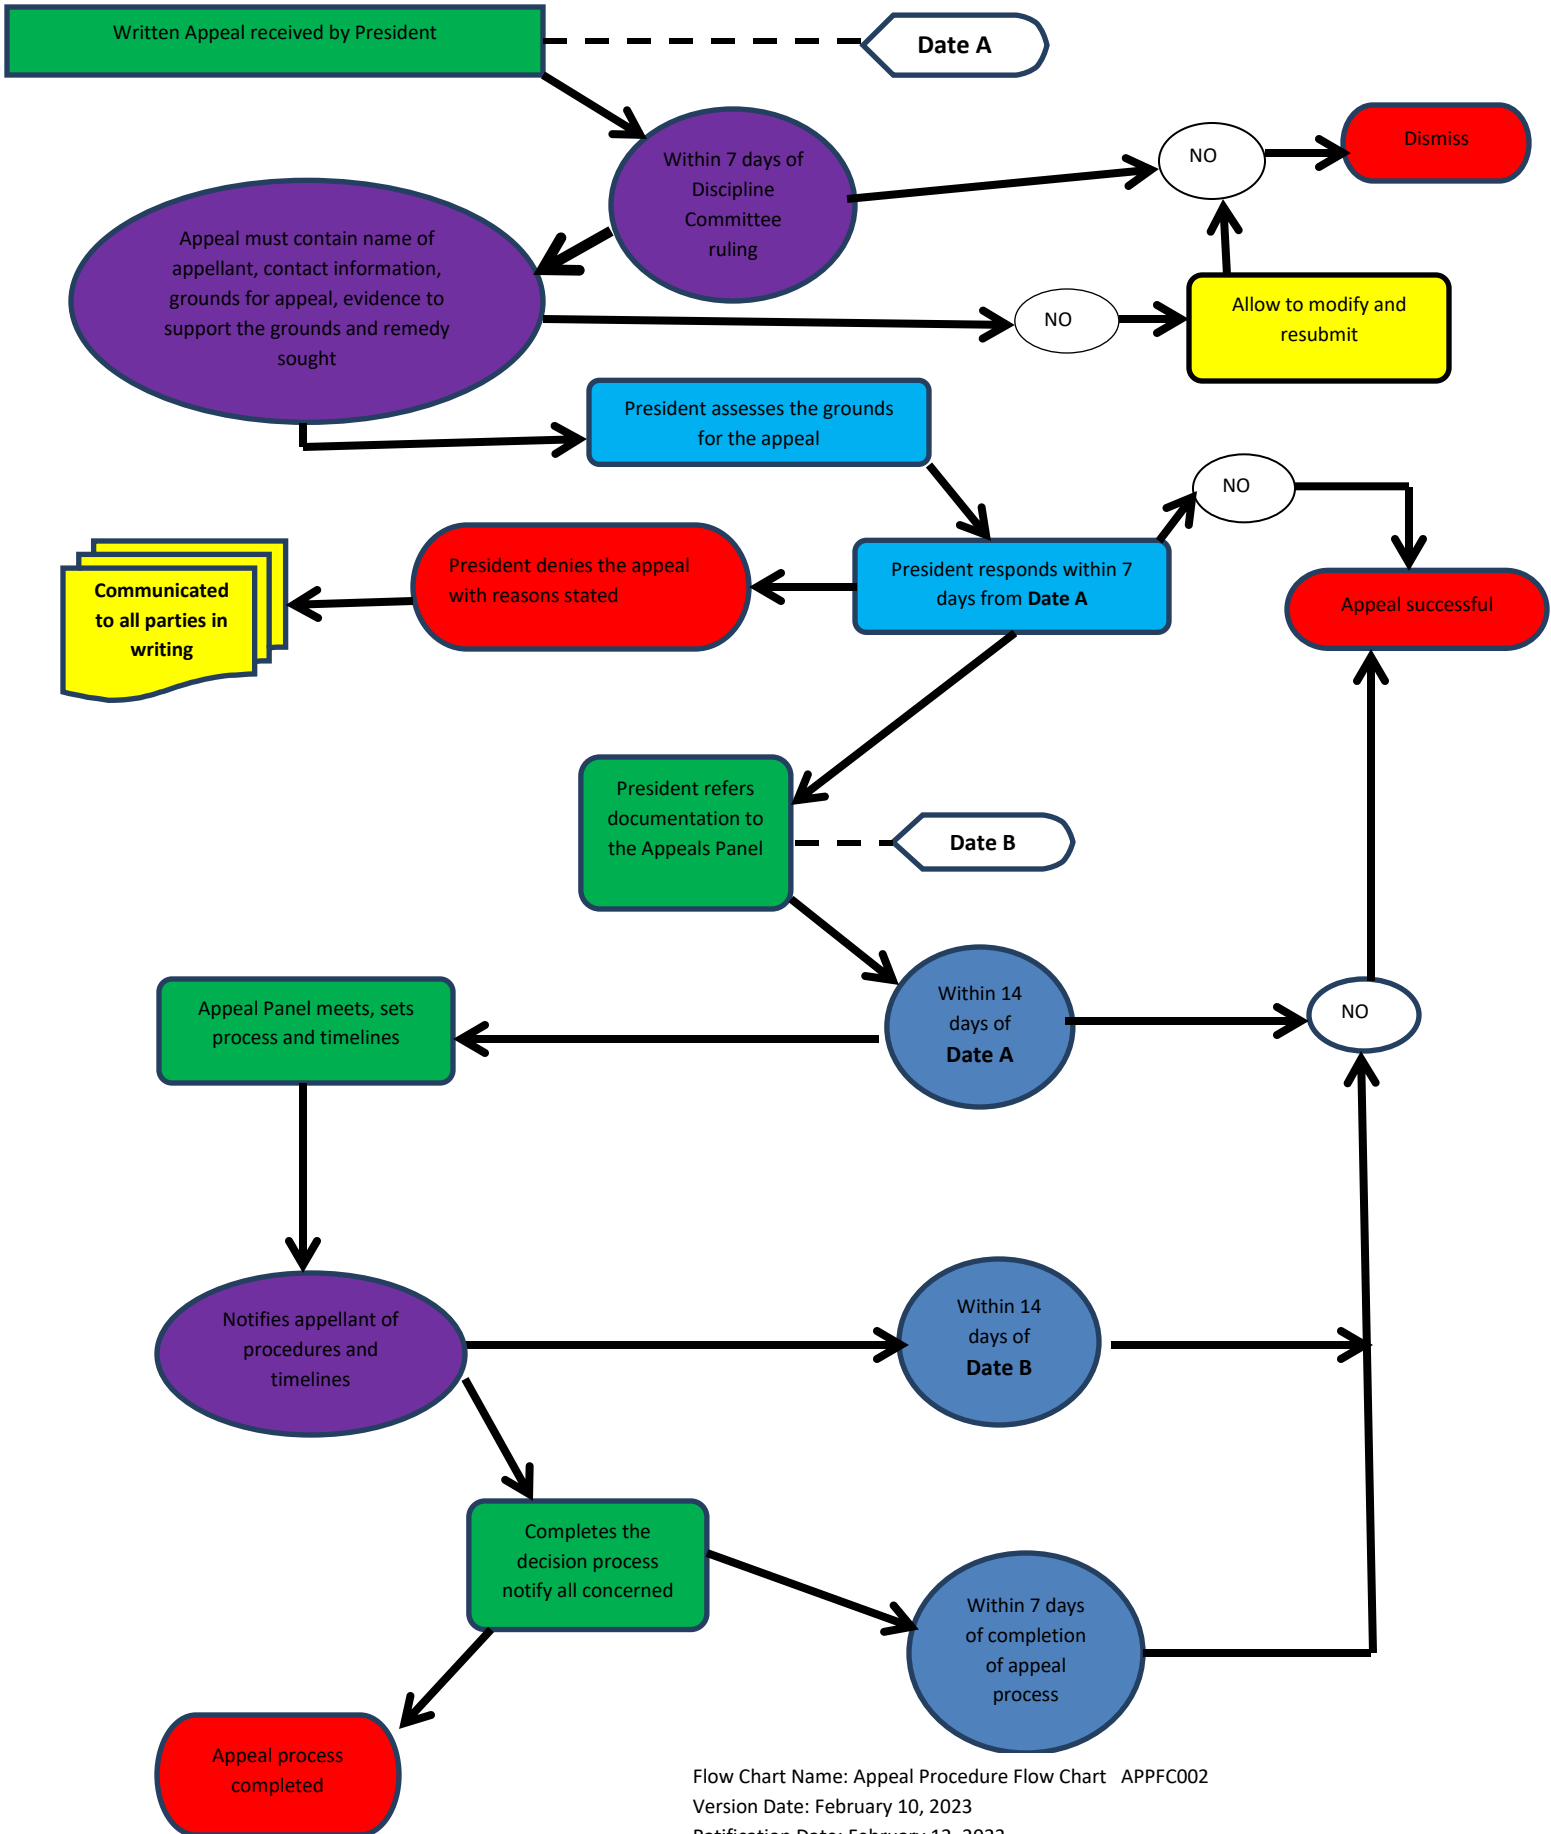 Written Appeal received by President
Date A
Within 7 days of
Discipline
Committee
ruling
NO
Dismiss
Appeal must contain name of
appellant, contact information,
grounds for appeal, evidence to
support the grounds and remedy
sought
NO
Allow to modify and
resubmit
President assesses the grounds
for the appeal
NO
President responds within 7
days from Date A
President denies the appeal
with reasons stated
Communicated
to all parties in
writing
Appeal successful
President refers
documentation to
the Appeals Panel
Date B
Within 14
days of
Date A
NO
Appeal Panel meets, sets
process and timelines
Notifies appellant of
procedures and
timelines
Within 14
days of
Date B
Completes the
decision process
notify all concerned
Within 7 days
of completion
of appeal
process
Appeal process
completed
Flow Chart Name: Appeal Procedure Flow Chart   APPFC002
Version Date: February 10, 2023